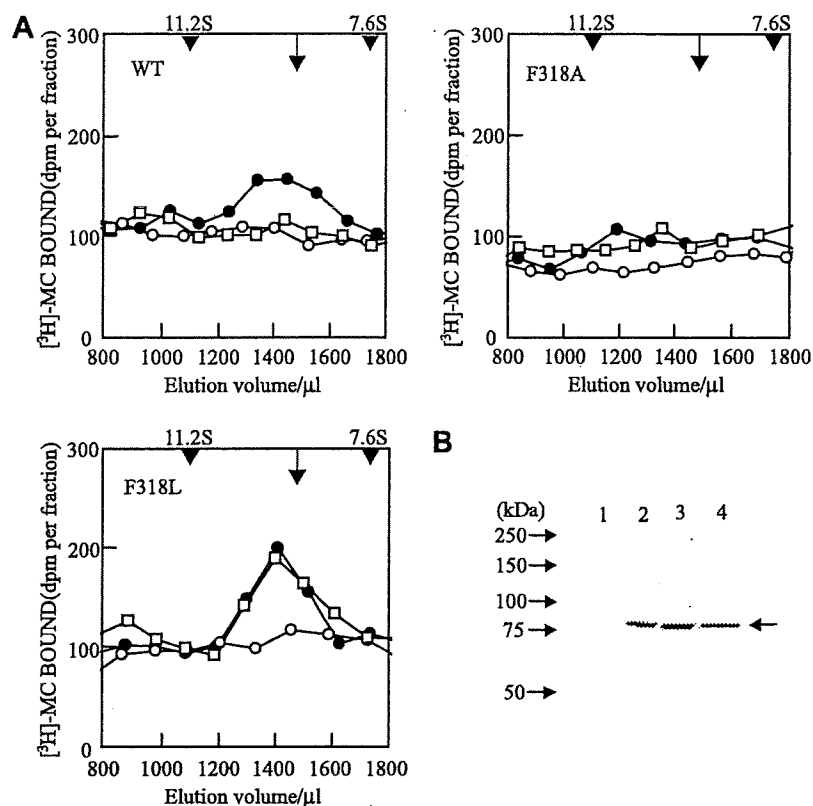 A
11.2S 7.6S
300
WT
200
100
0
[³H]-MC BOUND(dpm per fraction)
800 1000 1200 1400 1600 1800
Elution volume/μl
11.2S 7.6S
300
F318A
200
100
0
[³H]-MC BOUND(dpm per fraction)
800 1000 1200 1400 1600 1800
Elution volume/μl
11.2S 7.6S
300
F318L
200
100
0
[³H]-MC BOUND(dpm per fraction)
800 1000 1200 1400 1600 1800
Elution volume/μl
B
(kDa) 1 2 3 4
250
150
100
75
50